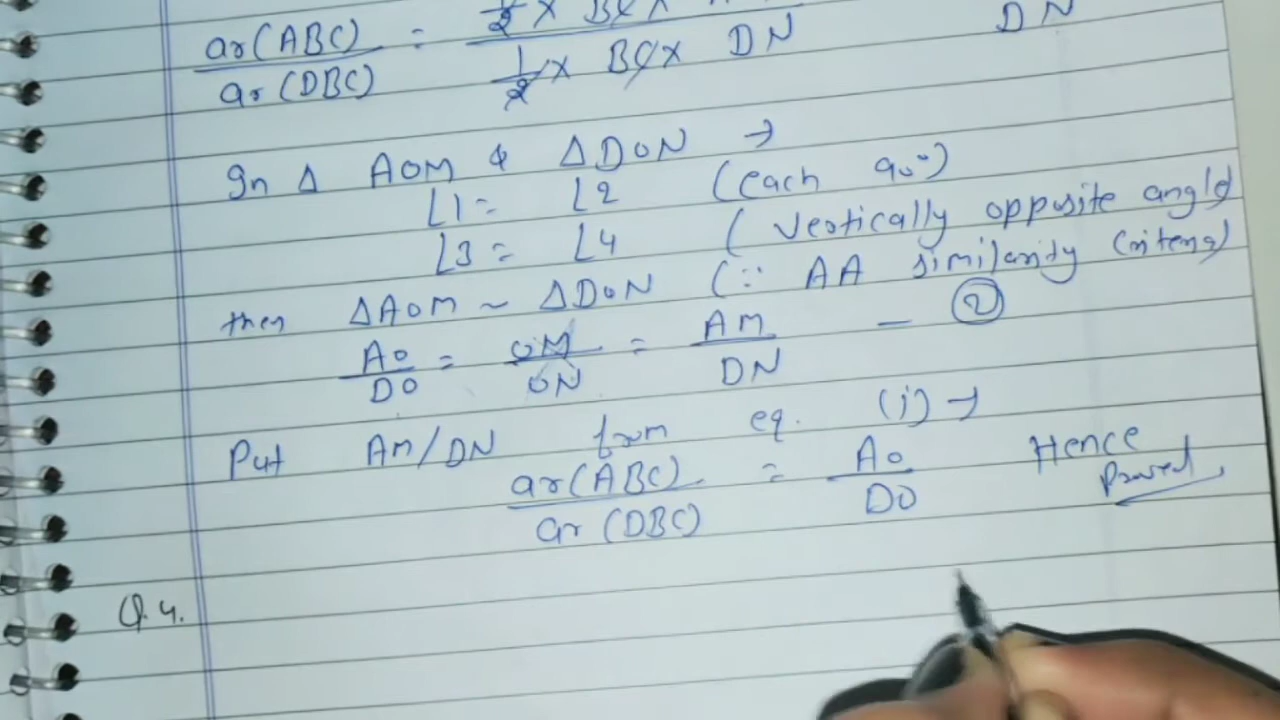 ar(ABC) = 1/2 × BC × DN
ar(DBC) 1/2 × BC × DN
In Δ AOM & ΔDON →
∠1 = ∠2 (each 90°)
∠3 = ∠4 (Vertically opposite angle)
then ΔAOM ~ ΔDON (∵ AA similarity criteria)
AO/DO = OM/ON = AM/DN — (2)
Put AM/DN from eq. (i) →
ar(ABC)/ar(DBC) = AO/DO Hence Proved
Q.4.